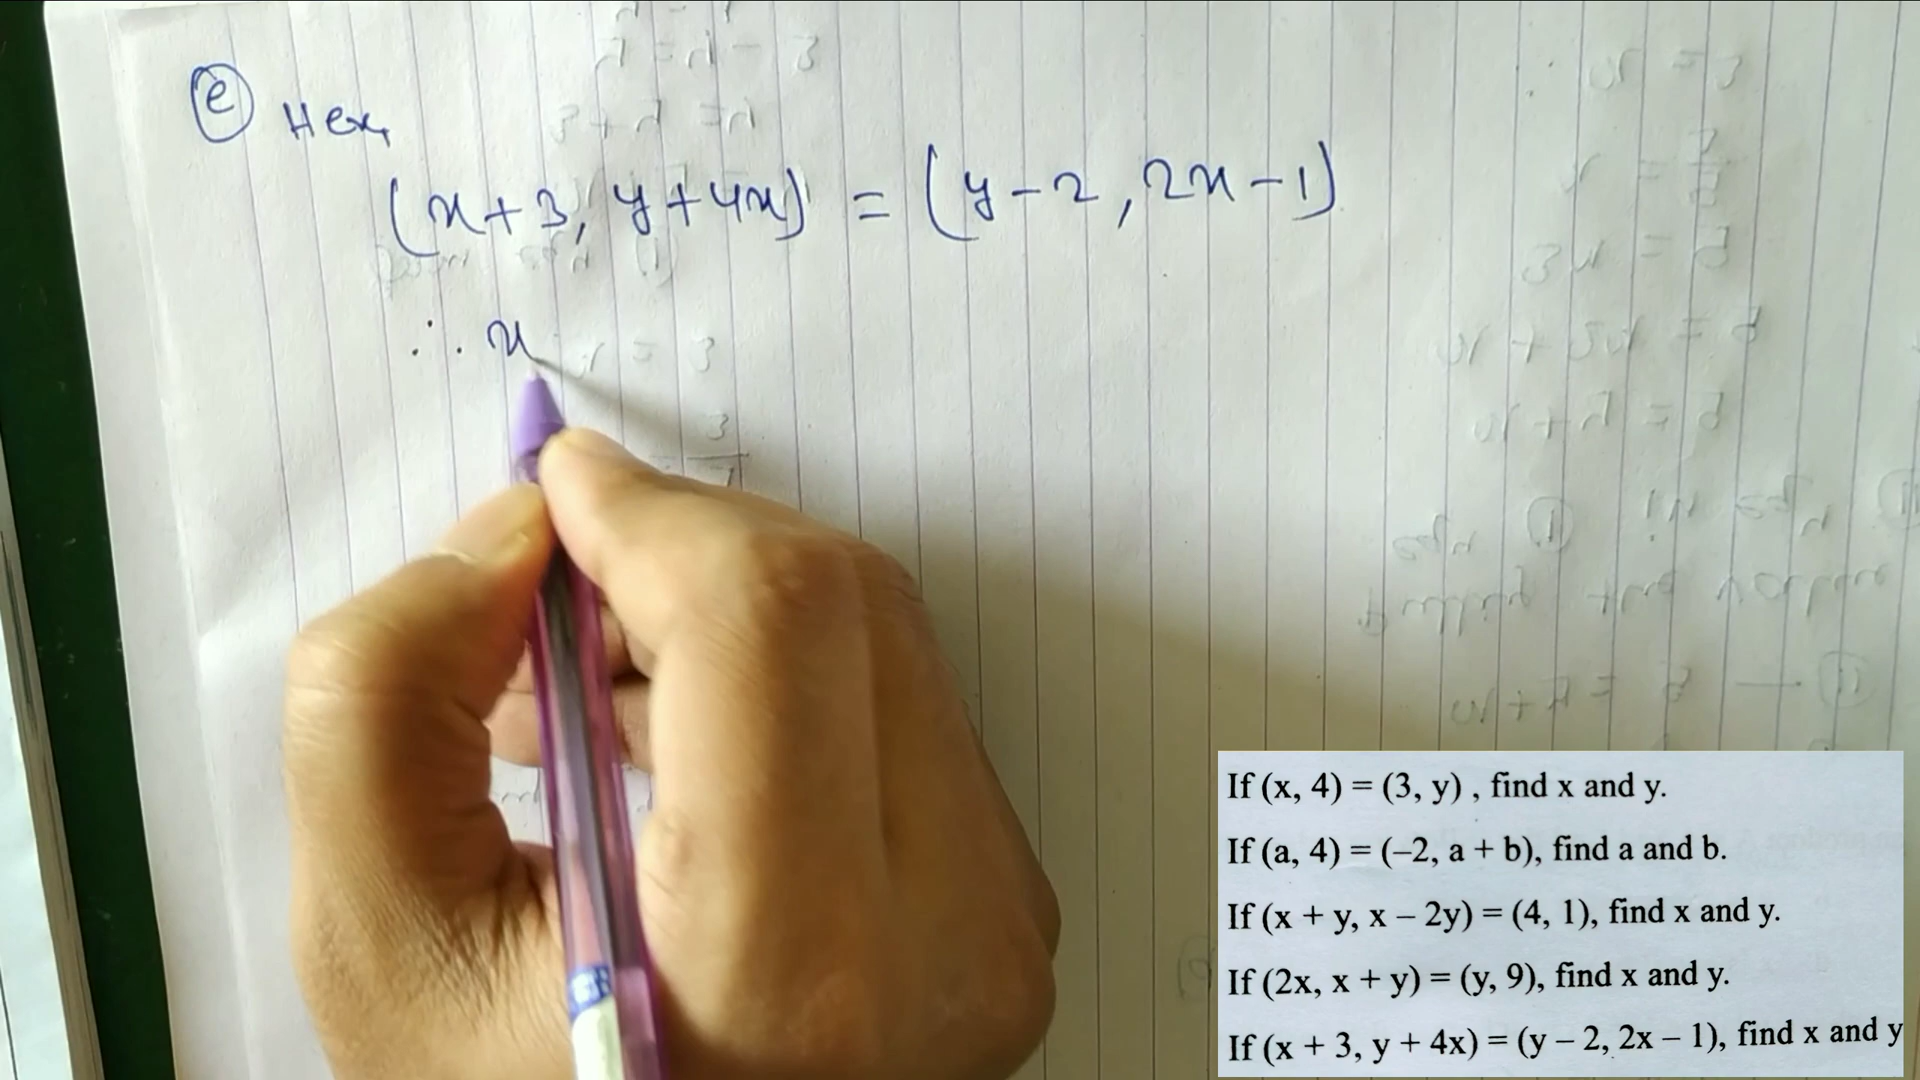 e Here,
(x+3, y+4x) = (y-2, 2x-1)
∴ x
If (x, 4) = (3, y) , find x and y.
If (a, 4) = (–2, a + b), find a and b.
If (x + y, x – 2y) = (4, 1), find x and y.
If (2x, x + y) = (y, 9), find x and y.
If (x + 3, y + 4x) = (y – 2, 2x – 1), find x and y